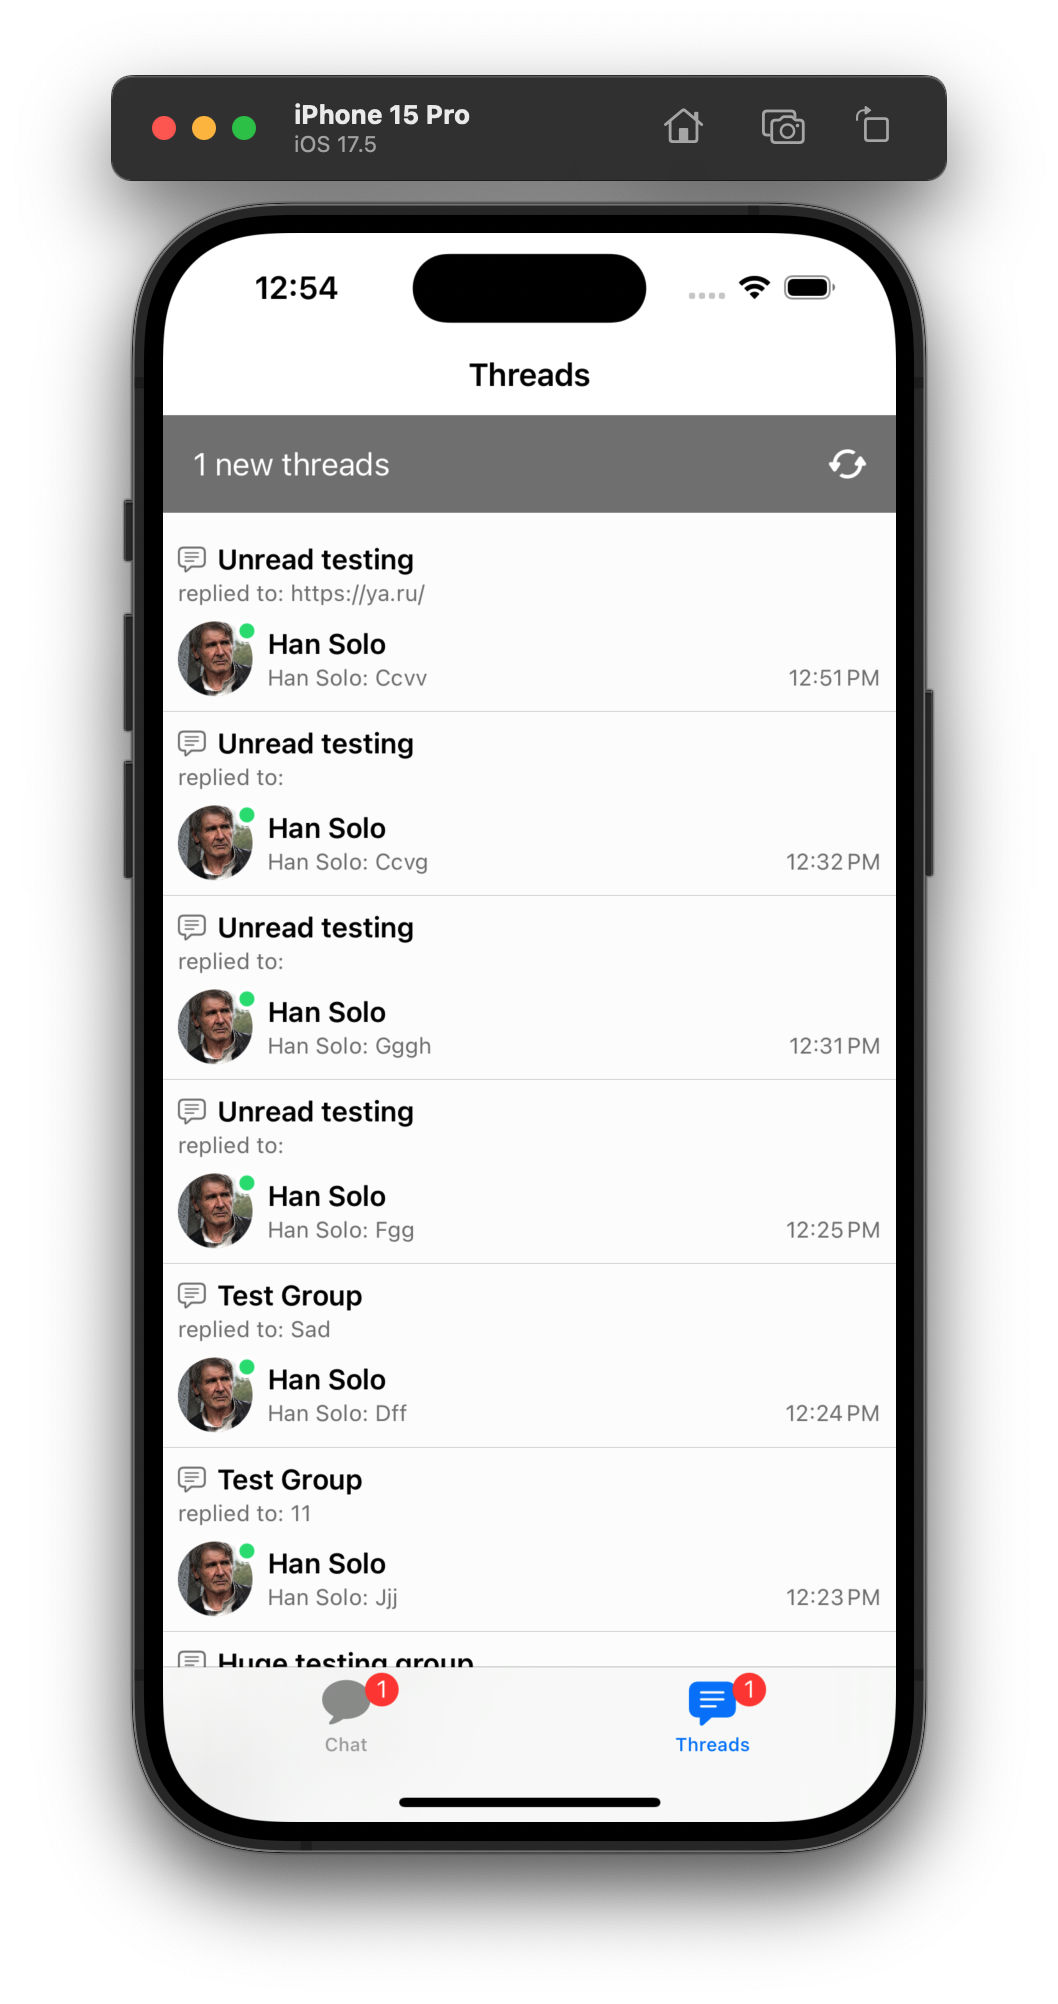 iPhone 15 Pro
iOS 17.5
12:54
Threads
1 new threads
Unread testing
replied to: https://ya.ru/
Han Solo
Han Solo: Ccvv 12:51 PM
Unread testing
replied to:
Han Solo
Han Solo: Ccvg 12:32 PM
Unread testing
replied to:
Han Solo
Han Solo: Gggh 12:31 PM
Unread testing
replied to:
Han Solo
Han Solo: Fgg 12:25 PM
Test Group
replied to: Sad
Han Solo
Han Solo: Dff 12:24 PM
Test Group
replied to: 11
Han Solo
Han Solo: Jjj 12:23 PM
Huge testing group
1 1
Chat Threads